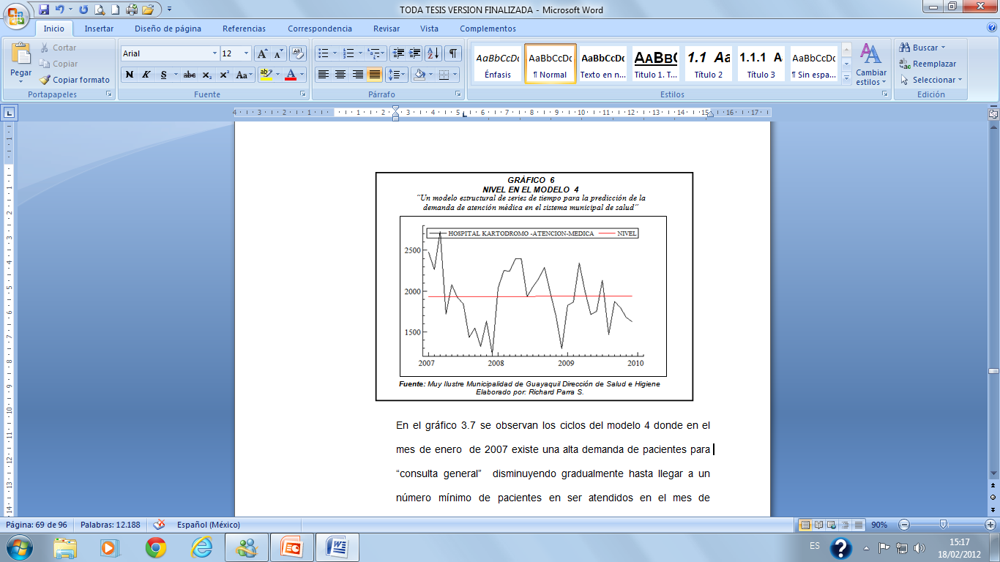 TODA TESIS VERSION FINALIZADA - Microsoft Word
Inicio Insertar Diseño de página Referencias Correspondencia Revisar Vista Complementos
Pegar
Cortar
Copiar
Copiar formato
Portapapeles
Arial 12
N K S abc x₂ x² Aa
Fuente
Párrafo
AaBbCcDc AaBbCcDc AaBbCcDc AaBbC 1.1 Aa 1.1.1 A AaBbCcDc
Énfasis ¶ Normal Texto en n... Titulo 1. T... Título 2 Título 3 ¶ Sin espa...
Cambiar estilos
Estilos
Buscar
Reemplazar
Seleccionar
Edición
4 3 2 1 1 2 3 4 5 6 7 8 9 10 11 12 13 14 15 16 17
GRÁFICO 6
NIVEL EN EL MODELO 4
"Un modelo estructural de series de tiempo para la predicción de la
demanda de atención médica en el sistema municipal de salud"
HOSPITAL KARTODROMO -ATENCION-MEDICA NIVEL
2500
2000
1500
2007 2008 2009 2010
Fuente: Muy Ilustre Municipalidad de Guayaquil Dirección de Salud e Higiene
Elaborado por: Richard Parra S.
En el gráfico 3.7 se observan los ciclos del modelo 4 donde en el
mes de enero de 2007 existe una alta demanda de pacientes para
“consulta general” disminuyendo gradualmente hasta llegar a un
número mínimo de pacientes en ser atendidos en el mes de
Página: 69 de 96 Palabras: 12.188 Español (México) 90%
ES 15:17
18/02/2012